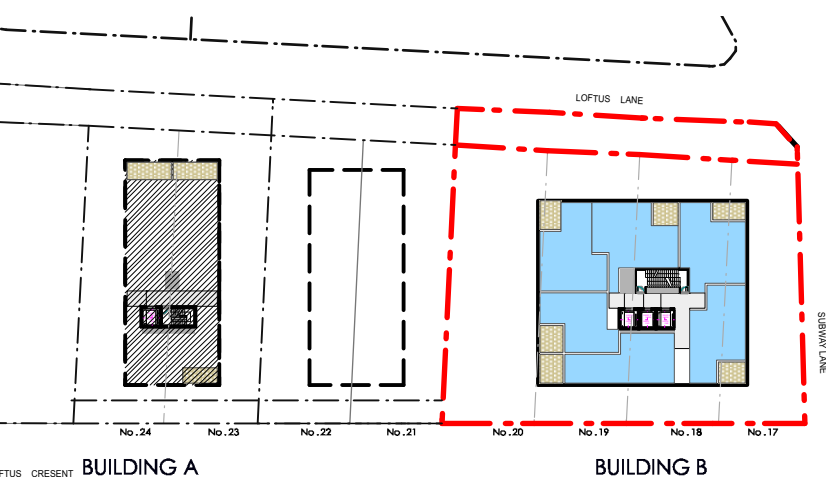 LOFTUS LANE
SUBWAY LANE
No.24
No.23
No.22
No.21
No.20
No.19
No.18
No.17
FTUS CRESENT
BUILDING A
BUILDING B